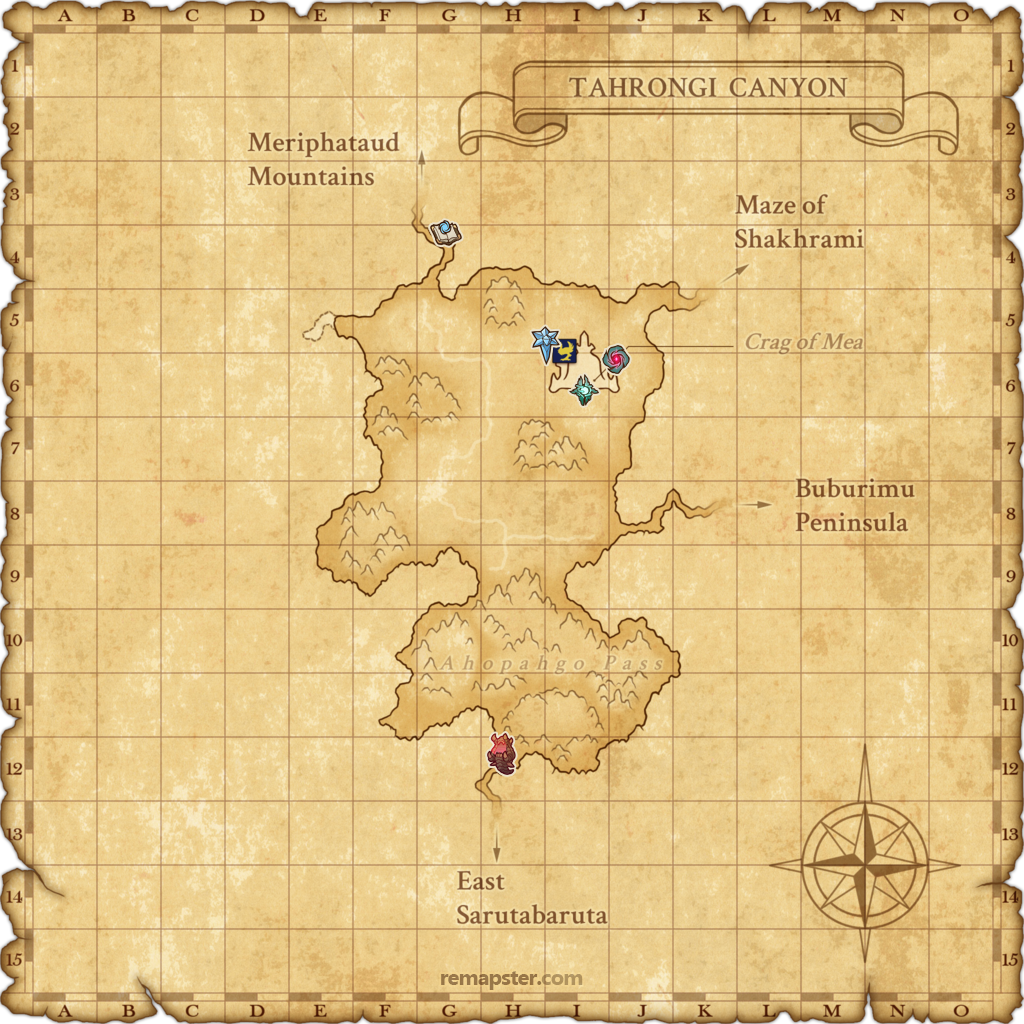 A B C D E F G H I J K L M N O
TAHRONGI CANYON
Meriphataud
Mountains
Maze of
Shakhrami
Crag of Mea
Buburimu
Peninsula
Ahopahgo Pass
East
Sarutabaruta
remapster.com
1 1
2 2
3 3
4 4
5 5
6 6
7 7
8 8
9 9
10 10
11 11
12 12
13 13
14 14
15 15
A B C D E F G H I J K L M N O